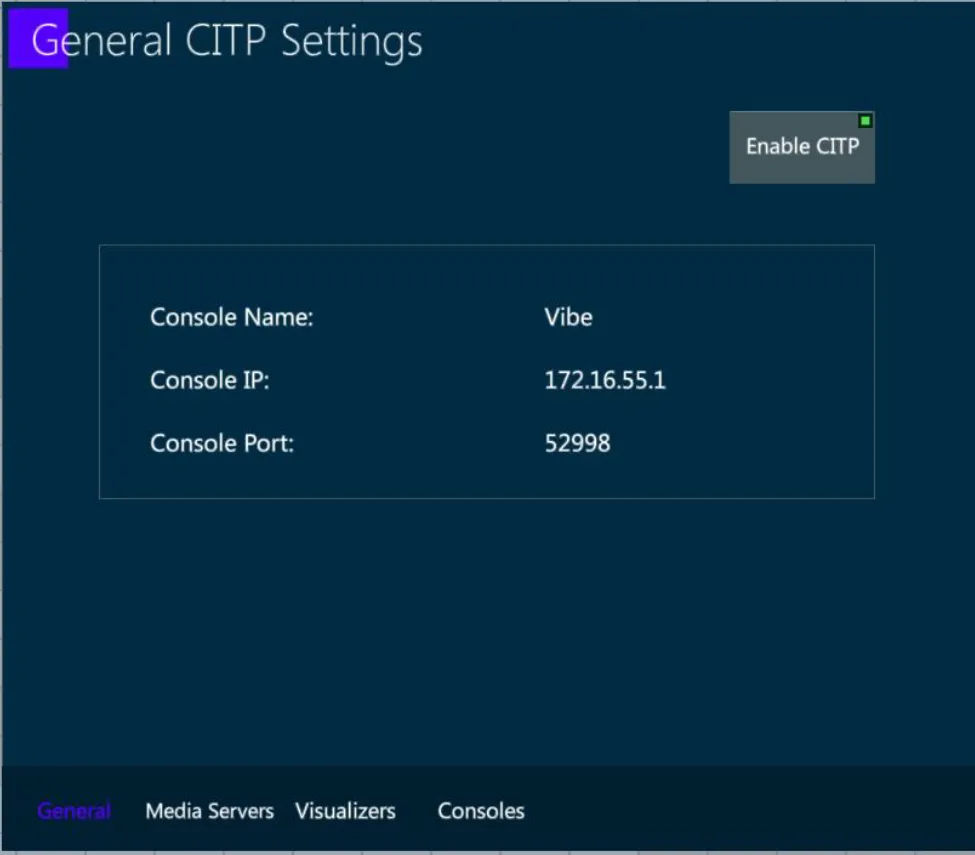 General CITP Settings
Enable CITP
Console Name: Vibe
Console IP: 172.16.55.1
Console Port: 52998
General Media Servers Visualizers Consoles